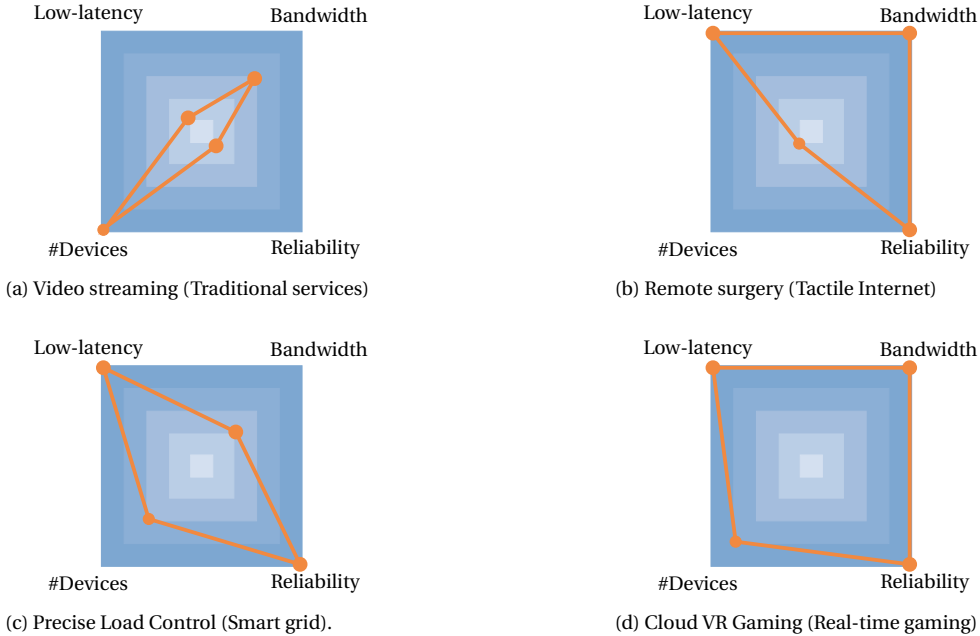 Low-latency
Bandwidth
#Devices
Reliability
(a) Video streaming (Traditional services)
Low-latency
Bandwidth
#Devices
Reliability
(b) Remote surgery (Tactile Internet)
Low-latency
Bandwidth
#Devices
Reliability
(c) Precise Load Control (Smart grid).
Low-latency
Bandwidth
#Devices
Reliability
(d) Cloud VR Gaming (Real-time gaming)